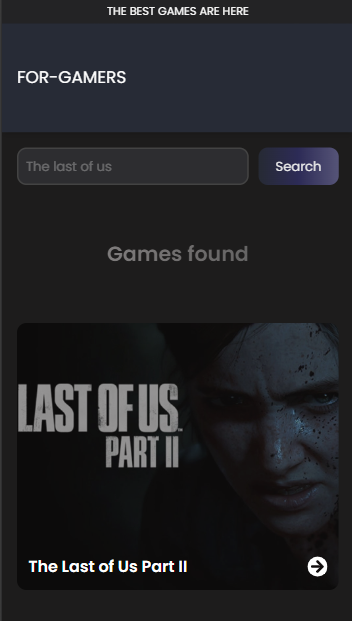 THE BEST GAMES ARE HERE
FOR-GAMERS
The last of us
Search
Games found
LAST OF US
PART II
The Last of Us Part II